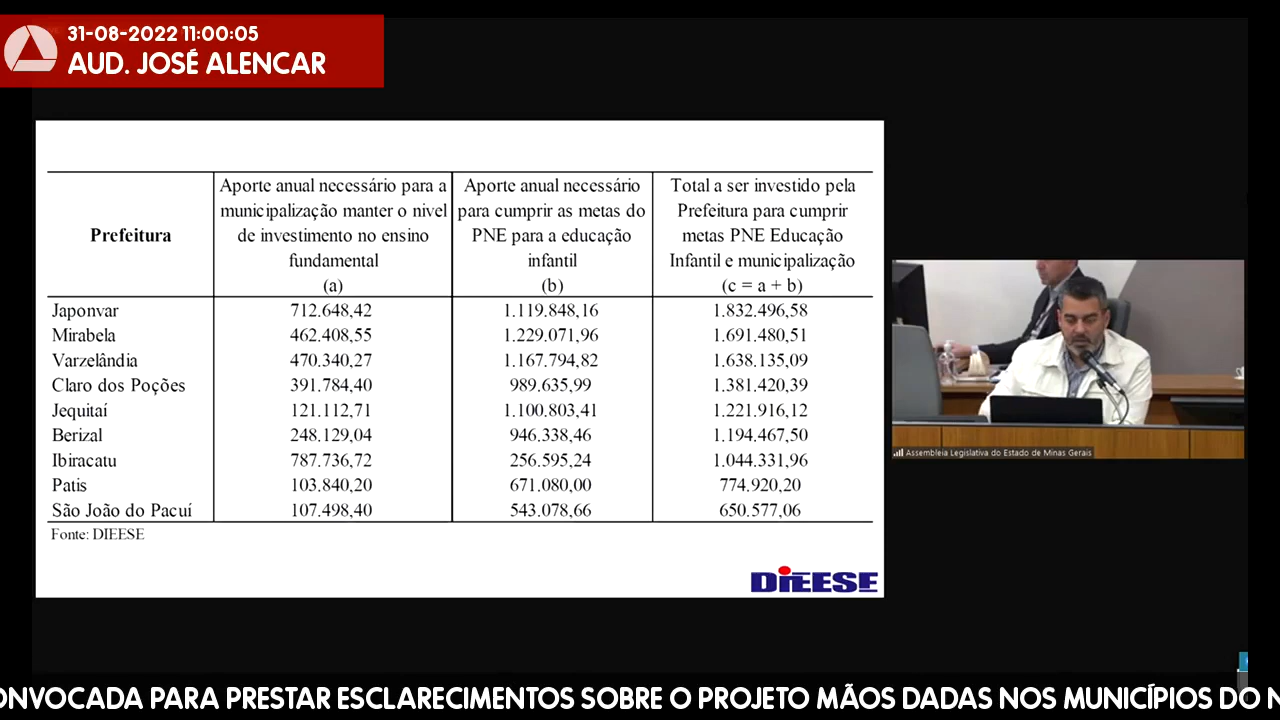 31-08-2022 11:00:05
AUD. JOSÉ ALENCAR
Prefeitura
Aporte anual necessário para a
municipalização manter o nivel
de investimento no ensino
fundamental
(a)
Aporte anual necessário
para cumprir as metas do
PNE para a educação
infantil
(b)
Total a ser investido pela
Prefeitura para cumprir
metas PNE Educação
Infantil e municipalização
(c = a + b)
Japonvar 712.648,42 1.119.848,16 1.832.496,58
Mirabela 462.408,55 1.229.071,96 1.691.480,51
Varzelândia 470.340,27 1.167.794,82 1.638.135,09
Claro dos Poções 391.784,40 989.635,99 1.381.420,39
Jequitaí 121.112,71 1.100.803,41 1.221.916,12
Berizal 248.129,04 946.338,46 1.194.467,50
Ibiracatu 787.736,72 256.595,24 1.044.331,96
Patis 103.840,20 671.080,00 774.920,20
São João do Pacuí 107.498,40 543.078,66 650.577,06
Fonte: DIEESE
DIEESE
Assembleia Legislativa do Estado de Minas Gerais
ONVOCADA PARA PRESTAR ESCLARECIMENTOS SOBRE O PROJETO MÃOS DADAS NOS MUNICÍPIOS DO N